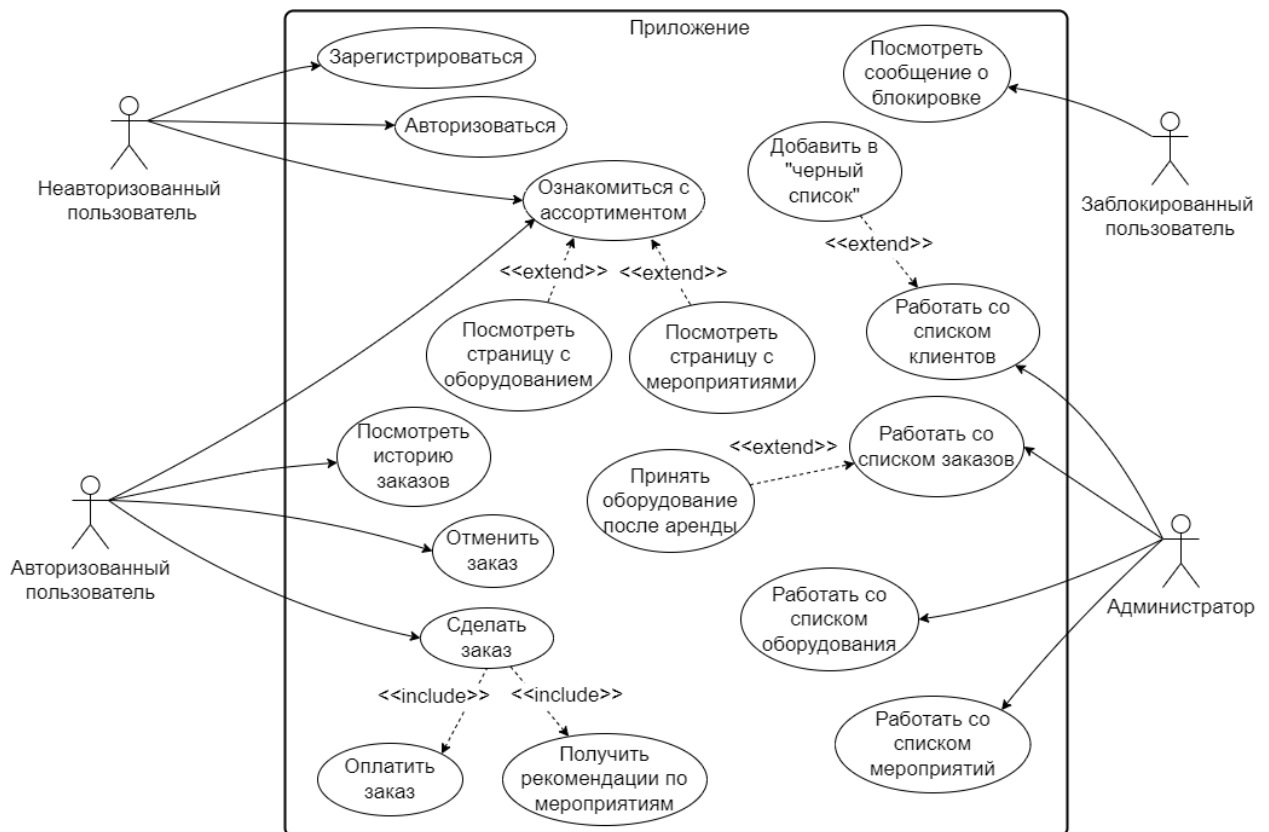 Приложение
Зарегистрироваться
Посмотреть
сообщение о
блокировке
Авторизоваться
Добавить в
"черный
список"
Неавторизованный
пользователь
Ознакомиться с
ассортиментом
Заблокированный
пользователь
<<extend>>
<<extend>>
<<extend>>
Посмотреть
страницу с
оборудованием
Посмотреть
страницу с
мероприятиями
Работать со
списком
клиентов
Посмотреть
историю
заказов
<<extend>>
Работать со
списком заказов
Принять
оборудование
после аренды
Отменить
заказ
Авторизованный
пользователь
Работать со
списком
оборудования
Администратор
Сделать
заказ
<<include>>
<<include>>
Работать со
списком
мероприятий
Оплатить
заказ
Получить
рекомендации по
мероприятиям